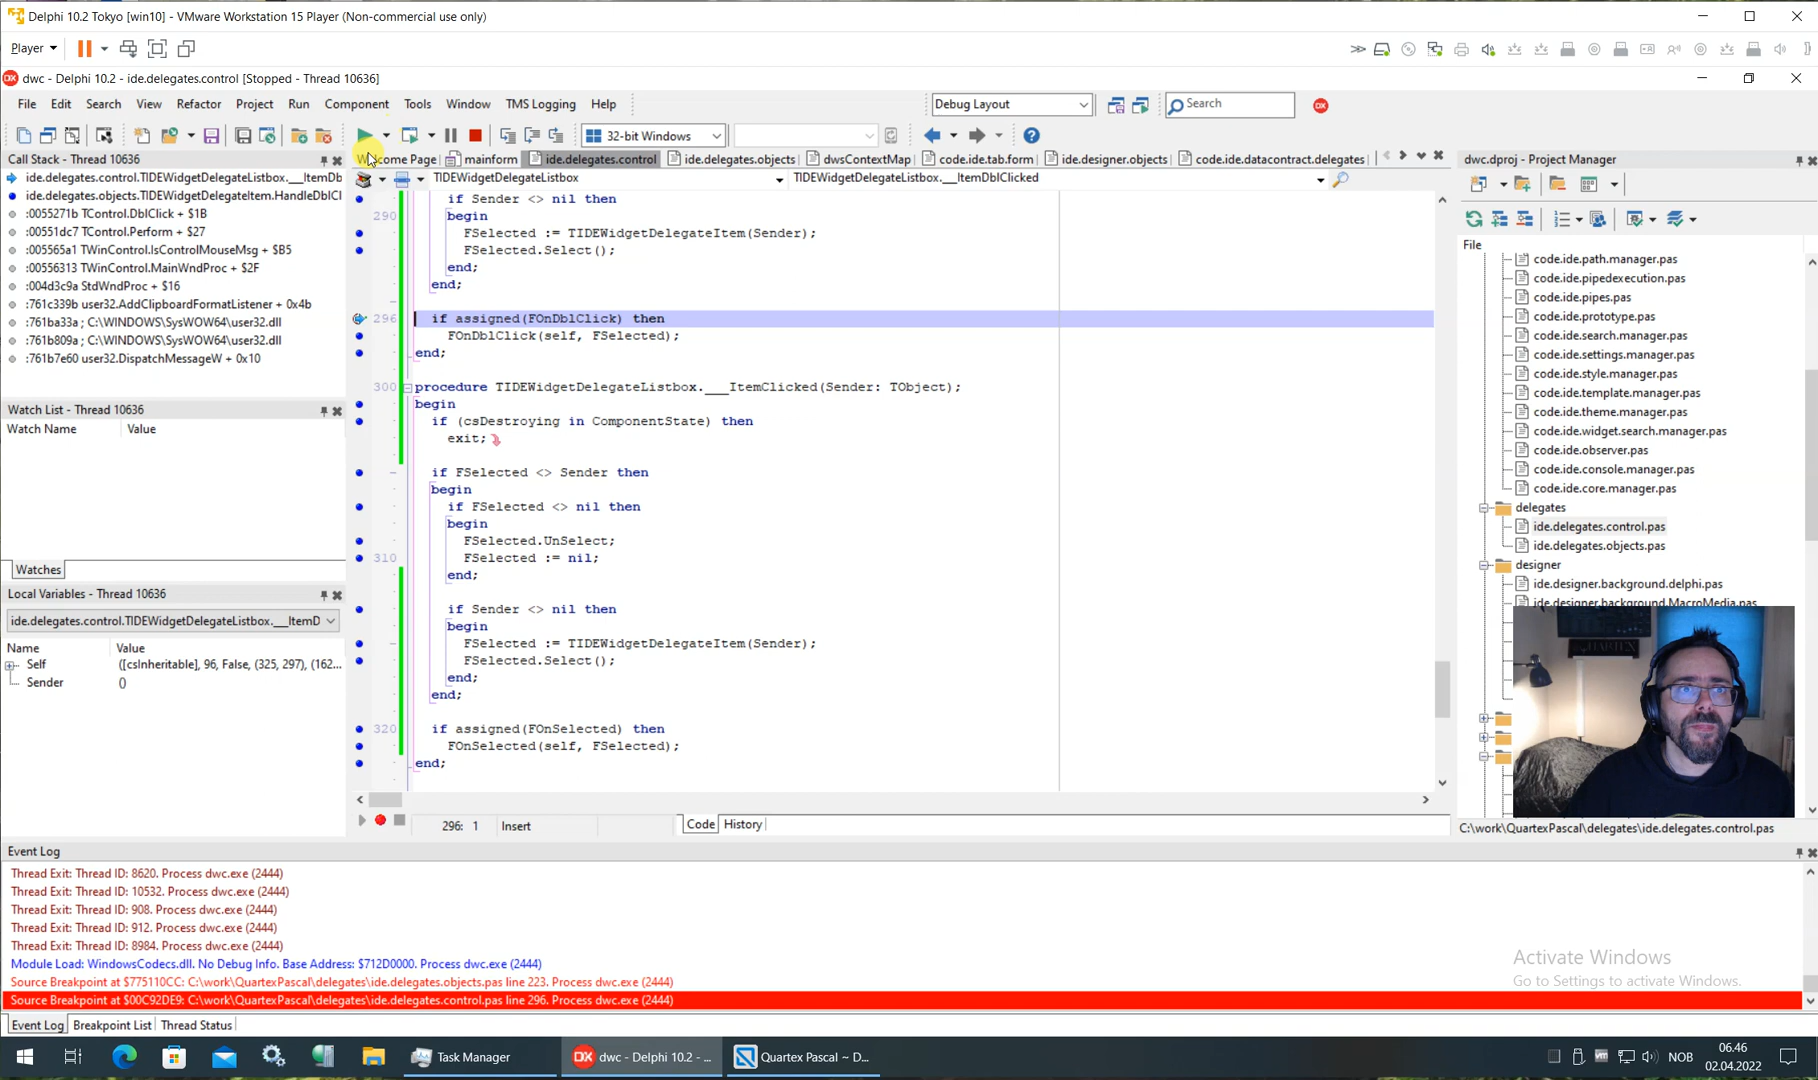 Delphi 10.2 Tokyo [win10] - VMware Workstation 15 Player (Non-commercial use only)
Player
dwc - Delphi 10.2 - ide.delegates.control [Stopped - Thread 10636]
File Edit Search View Refactor Project Run Component Tools Window TMS Logging Help
Debug Layout
Search
32-bit Windows
Call Stack - Thread 10636
ide.delegates.control.TIDEWidgetDelegateListbox.___ItemDb
ide.delegates.objects.TIDEWidgetDelegateItem.HandleDblCl
:0055271b TControl.DblClick + $1B
:00551dc7 TControl.Perform + $27
:005565a1 TWinControl.IsControlMouseMsg + $B5
:00556313 TWinControl.MainWndProc + $2F
:004d3c9a StdWndProc + $16
:761c339b user32.AddClipboardFormatListener + 0x4b
:761ba33a ; C:\WINDOWS\SysWOW64\user32.dll
:761b809a ; C:\WINDOWS\SysWOW64\user32.dll
:761b7e60 user32.DispatchMessageW + 0x10
Watch List - Thread 10636
Watch Name Value
Watches
Local Variables - Thread 10636
ide.delegates.control.TIDEWidgetDelegateListbox.___ItemD
Name Value
Self ([csInheritable], 96, False, (325, 297), (162...
Sender ()
come Page mainform ide.delegates.control ide.delegates.objects dwsContextMap code.ide.tab.form ide.designer.objects code.ide.datacontract.delegates
TIDEWidgetDelegateListbox TIDEWidgetDelegateListbox.___ItemDblClicked
if Sender <> nil then
290 begin
FSelected := TIDEWidgetDelegateItem(Sender);
FSelected.Select();
end;
end;
296 if assigned(FOnDblClick) then
FOnDblClick(self, FSelected);
end;
300 procedure TIDEWidgetDelegateListbox.___ItemClicked(Sender: TObject);
begin
if (csDestroying in ComponentState) then
exit;
if FSelected <> Sender then
begin
if FSelected <> nil then
begin
FSelected.UnSelect;
310 FSelected := nil;
end;
if Sender <> nil then
begin
FSelected := TIDEWidgetDelegateItem(Sender);
FSelected.Select();
end;
end;
320 if assigned(FOnSelected) then
FOnSelected(self, FSelected);
end;
296: 1 Insert Code History
dwc.dproj - Project Manager
File
code.ide.path.manager.pas
code.ide.pipedexecution.pas
code.ide.pipes.pas
code.ide.prototype.pas
code.ide.search.manager.pas
code.ide.settings.manager.pas
code.ide.style.manager.pas
code.ide.template.manager.pas
code.ide.theme.manager.pas
code.ide.widget.search.manager.pas
code.ide.observer.pas
code.ide.console.manager.pas
code.ide.core.manager.pas
delegates
ide.delegates.control.pas
ide.delegates.objects.pas
designer
ide.designer.background.delphi.pas
ide.designer.background.MacroMedia.pas
C:\work\QuartexPascal\delegates\ide.delegates.control.pas
Event Log
Thread Exit: Thread ID: 8620. Process dwc.exe (2444)
Thread Exit: Thread ID: 10532. Process dwc.exe (2444)
Thread Exit: Thread ID: 908. Process dwc.exe (2444)
Thread Exit: Thread ID: 912. Process dwc.exe (2444)
Thread Exit: Thread ID: 8984. Process dwc.exe (2444)
Module Load: WindowsCodecs.dll. No Debug Info. Base Address: $712D0000. Process dwc.exe (2444)
Source Breakpoint at $775110CC: C:\work\QuartexPascal\delegates\ide.delegates.objects.pas line 223. Process dwc.exe (2444)
Source Breakpoint at $00C92DE9: C:\work\QuartexPascal\delegates\ide.delegates.control.pas line 296. Process dwc.exe (2444)
Activate Windows
Go to Settings to activate Windows.
Event Log Breakpoint List Thread Status
Task Manager
dwc - Delphi 10.2 - ...
Quartex Pascal ~ D...
NOB
06.46
02.04.2022